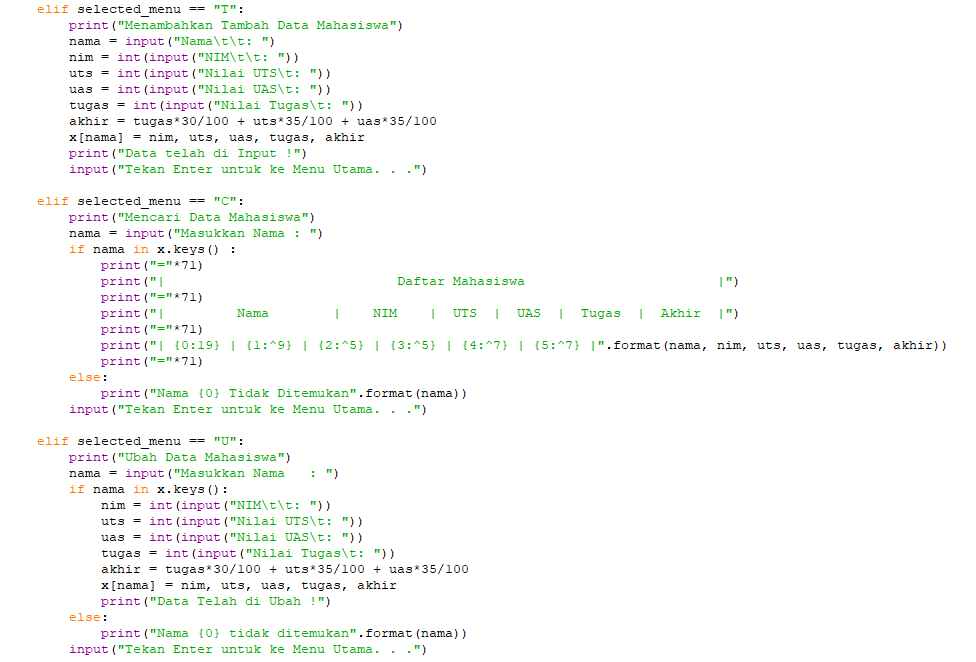 elif selected_menu == "T":
    print("Menambahkan Tambah Data Mahasiswa")
    nama = input("Nama\t\t: ")
    nim = int(input("NIM\t\t: "))
    uts = int(input("Nilai UTS\t: "))
    uas = int(input("Nilai UAS\t: "))
    tugas = int(input("Nilai Tugas\t: "))
    akhir = tugas*30/100 + uts*35/100 + uas*35/100
    x[nama] = nim, uts, uas, tugas, akhir
    print("Data telah di Input !")
    input("Tekan Enter untuk ke Menu Utama. . .")

elif selected_menu == "C":
    print("Mencari Data Mahasiswa")
    nama = input("Masukkan Nama : ")
    if nama in x.keys() :
        print("="*71)
        print("|                             Daftar Mahasiswa                        |")
        print("="*71)
        print("|         Nama        |    NIM    |  UTS  |  UAS  |  Tugas  |  Akhir  |")
        print("="*71)
        print("| {0:19} | {1:^9} | {2:^5} | {3:^5} | {4:^7} | {5:^7} |".format(nama, nim, uts, uas, tugas, akhir))
        print("="*71)
    else:
        print("Nama {0} Tidak Ditemukan".format(nama))
    input("Tekan Enter untuk ke Menu Utama. . .")

elif selected_menu == "U":
    print("Ubah Data Mahasiswa")
    nama = input("Masukkan Nama   : ")
    if nama in x.keys():
        nim = int(input("NIM\t\t: "))
        uts = int(input("Nilai UTS\t: "))
        uas = int(input("Nilai UAS\t: "))
        tugas = int(input("Nilai Tugas\t: "))
        akhir = tugas*30/100 + uts*35/100 + uas*35/100
        x[nama] = nim, uts, uas, tugas, akhir
        print("Data Telah di Ubah !")
    else:
        print("Nama {0} tidak ditemukan".format(nama))
    input("Tekan Enter untuk ke Menu Utama. . .")